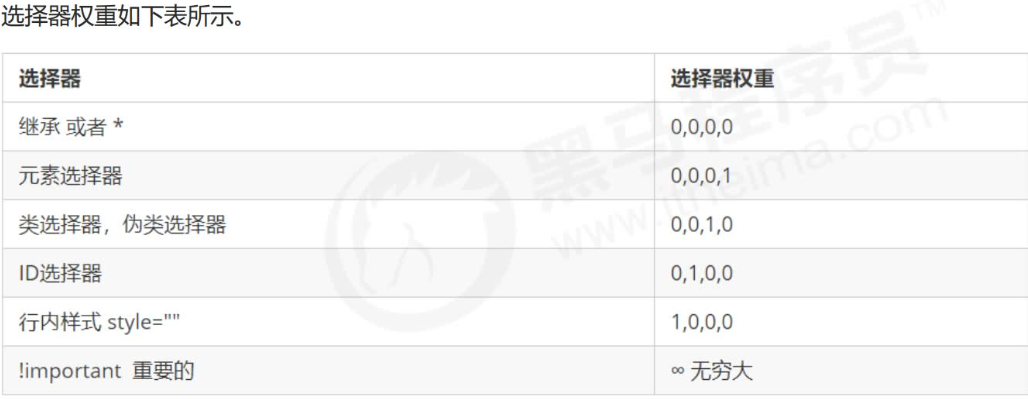 选择器权重如下表所示。
选择器 选择器权重
继承 或者 * 0,0,0,0
元素选择器 0,0,0,1
类选择器，伪类选择器 0,0,1,0
ID选择器 0,1,0,0
行内样式 style="" 1,0,0,0
!important 重要的 ∞ 无穷大
黑马程序员™
www.itheima.com